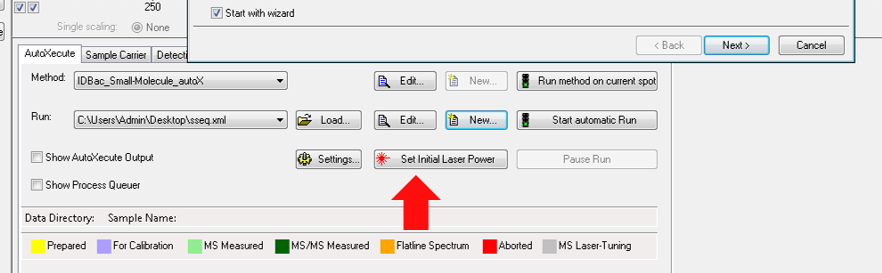 250
Single scaling: None
Start with wizard
< Back Next > Cancel
AutoXecute Sample Carrier Detecti
Method: IDBac_Small-Molecule_autoX Edit... New... Run method on current spot
Run: C:\Users\Admin\Desktop\sseq.xml Load... Edit... New... Start automatic Run
Show AutoXecute Output Settings... Set Initial Laser Power Pause Run
Show Process Queuer
Data Directory: Sample Name:
Prepared For Calibration MS Measured MS/MS Measured Flatline Spectrum Aborted MS Laser-Tuning